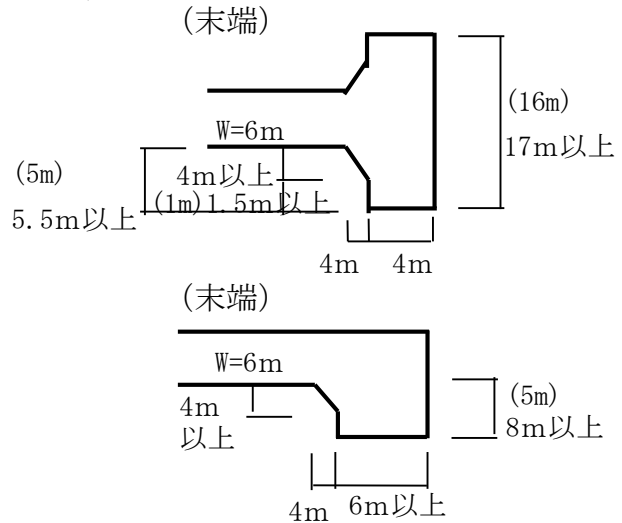 (末端)
(16m)
W=6m
17m以上
(5m)
4m以上
(1m)1.5m以上
5.5m以上
4m
4m
(末端)
W=6m
(5m)
4m
8m以上
以上
4m
6m以上